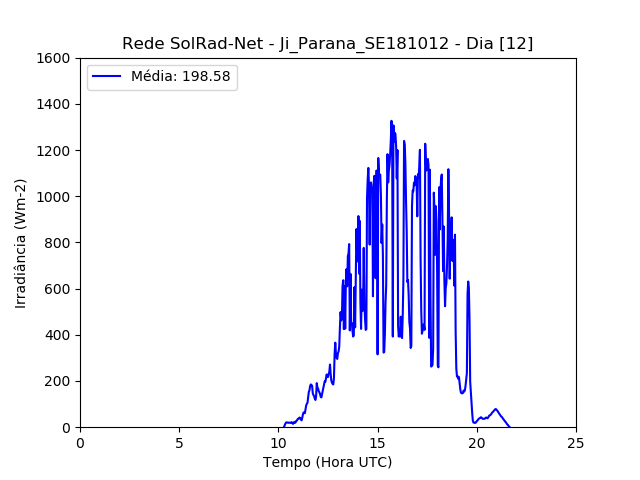 Rede SolRad-Net - Ji_Parana_SE181012 - Dia [12]
Média: 198.58
Irradiância (Wm-2)
1600
1400
1200
1000
800
600
400
200
0
0 5 10 15 20 25
Tempo (Hora UTC)